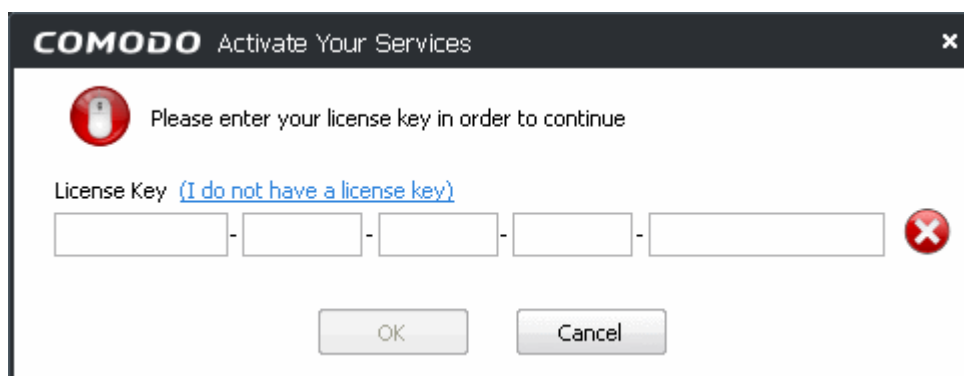 COMODO Activate Your Services
Please enter your license key in order to continue
License Key (I do not have a license key)
- - - -
OK Cancel